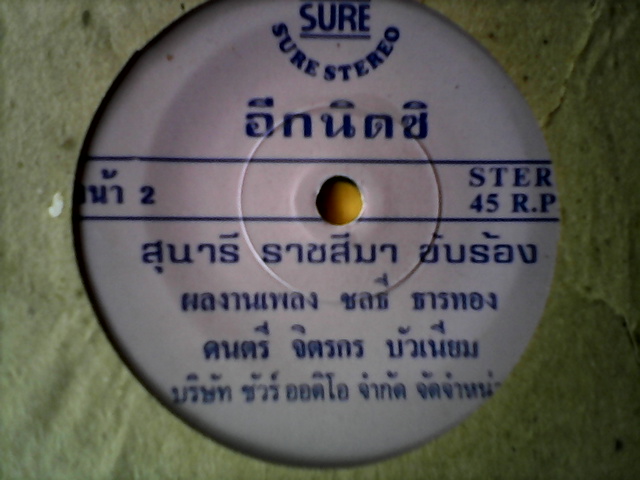 SURE
SURE STEREO
อีกนิดซิ
หน้า 2
STER
45 R.P
สุนารี ราชสีมา ขับร้อง
ผลงานเพลง ชลธี ธารทอง
ดนตรี จิตรกร บัวเนียม
บริษัท ชัวร์ ออดิโอ จำกัด จัดจำหน่